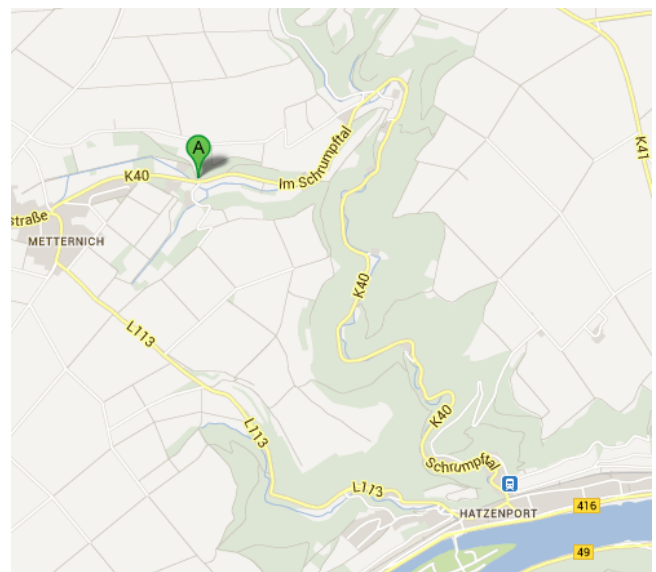 A
K41
Im Schrumpftal
K40
straße
METTERNICH
K40
L113
L113
K40
Schrumpftal
L113
HATZENPORT
416
49